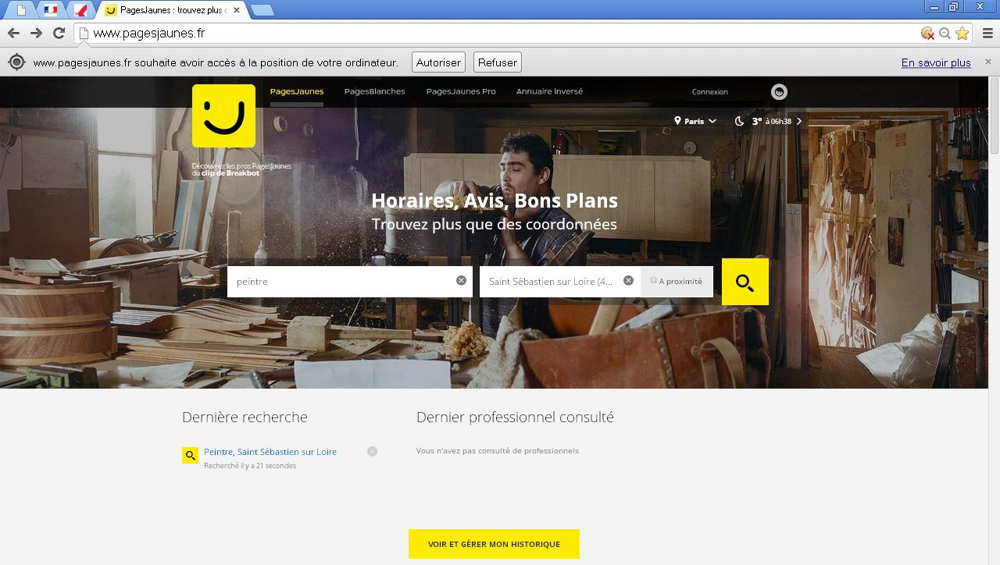 PagesJaunes : trouvez plus
www.pagesjaunes.fr
www.pagesjaunes.fr souhaite avoir accès à la position de votre ordinateur.
Autoriser
Refuser
En savoir plus
PagesJaunes
PagesBlanches
PagesJaunes Pro
Annuaire Inversé
Connexion
Paris
3° à 06h38
Découvrez les pros PagesJaunes
du clip de Breakbot
Horaires, Avis, Bons Plans
Trouvez plus que des coordonnées
peintre
Saint Sébastien sur Loire (4...
A proximité
Dernière recherche
Dernier professionnel consulté
Peintre, Saint Sébastien sur Loire
Recherché il y a 21 secondes
Vous n'avez pas consulté de professionnels
VOIR ET GÉRER MON HISTORIQUE